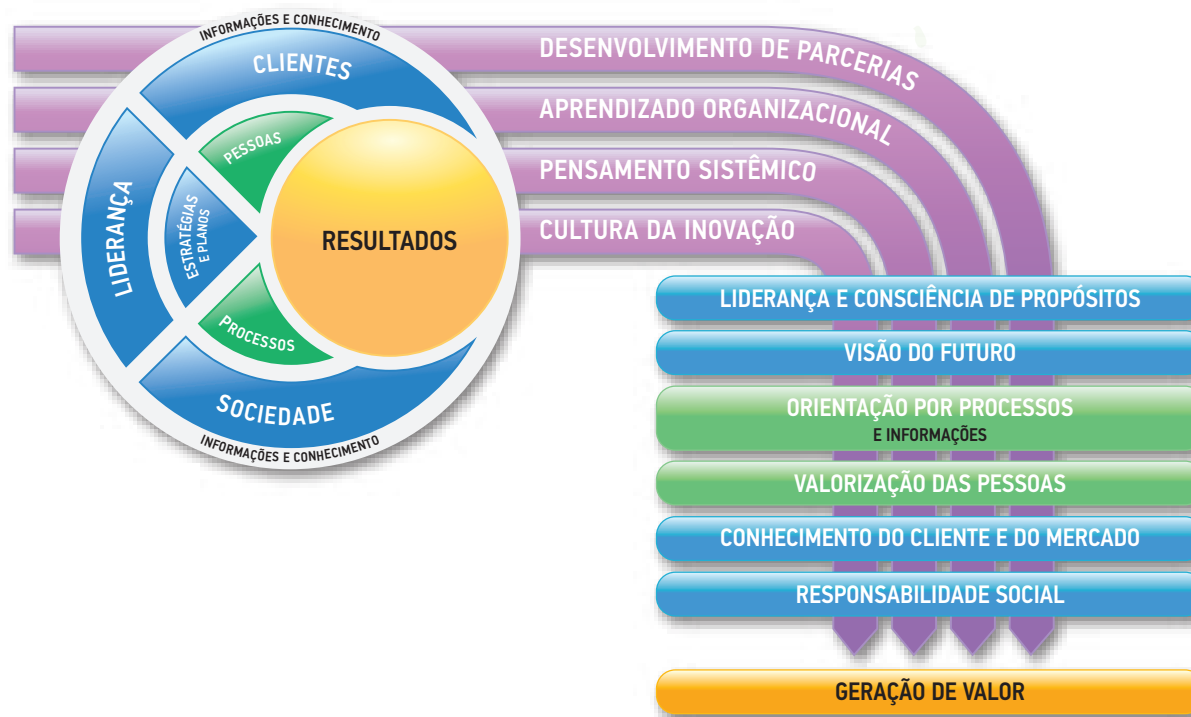 INFORMAÇÕES E CONHECIMENTO
CLIENTES
PESSOAS
LIDERANÇA
ESTRATÉGIAS
E PLANOS
RESULTADOS
PROCESSOS
SOCIEDADE
INFORMAÇÕES E CONHECIMENTO
DESENVOLVIMENTO DE PARCERIAS
APRENDIZADO ORGANIZACIONAL
PENSAMENTO SISTÊMICO
CULTURA DA INOVAÇÃO
LIDERANÇA E CONSCIÊNCIA DE PROPÓSITOS
VISÃO DO FUTURO
ORIENTAÇÃO POR PROCESSOS
E INFORMAÇÕES
VALORIZAÇÃO DAS PESSOAS
CONHECIMENTO DO CLIENTE E DO MERCADO
RESPONSABILIDADE SOCIAL
GERAÇÃO DE VALOR